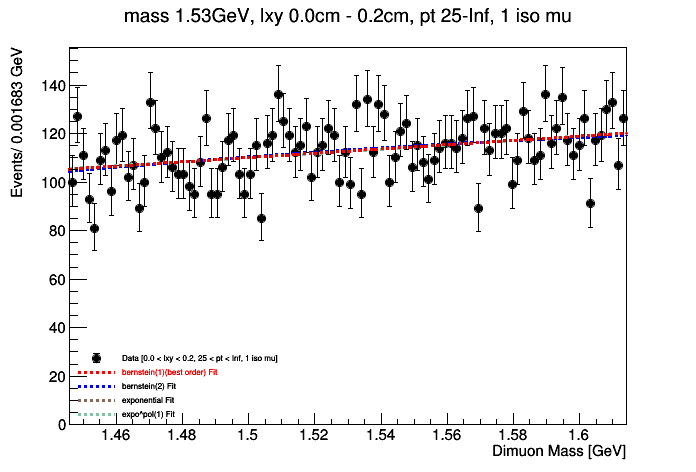 mass 1.53GeV, lxy 0.0cm - 0.2cm, pt 25-Inf, 1 iso mu
Events/ 0.001683 GeV
140
120
100
80
60
40
20
0
Data [0.0 < lxy < 0.2, 25 < pt < Inf, 1 iso mu]
bernstein(1)(best order) Fit
bernstein(2) Fit
exponential Fit
expo*pol(1) Fit
1.46 1.48 1.5 1.52 1.54 1.56 1.58 1.6
Dimuon Mass [GeV]